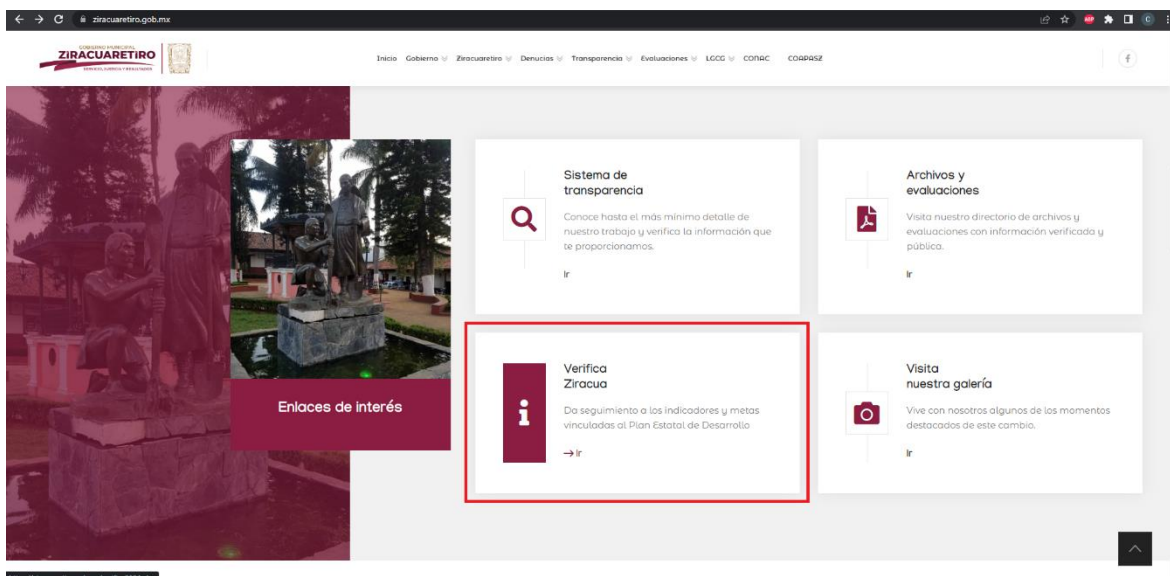 ziracuaretiro.gob.mx
GOBIERNO MUNICIPAL
ZIRACUARETIRO
Inicio Gobierno Ziracuaretiro Denucias Transparencia Evaluaciones LGCG CONAC COAPASZ
Enlaces de interés
Sistema de
transparencia
Conoce hasta el más mínimo detalle de
nuestro trabajo y verifica la información que
te proporcionamos.
Ir
Archivos y
evaluaciones
Visita nuestro directorio de archivos y
evaluaciones con información verificada y
pública.
Ir
Verifica
Ziracua
Da seguimiento a los indicadores y metas
vinculadas al Plan Estatal de Desarrollo
→ Ir
Visita
nuestra galería
Vive con nosotros algunos de los momentos
destacados de este cambio.
Ir